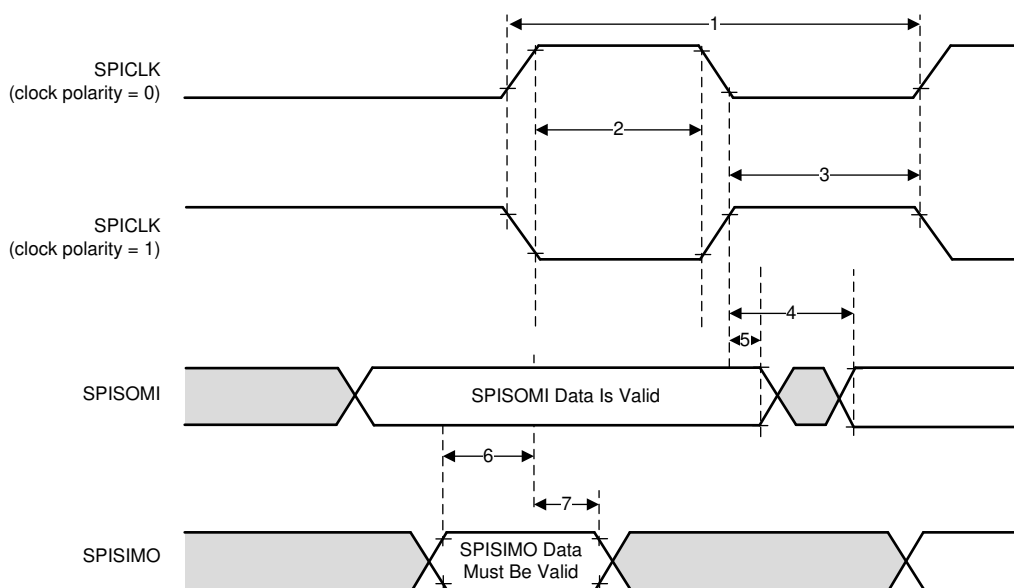 1
SPICLK
(clock polarity = 0)
2
3
SPICLK
(clock polarity = 1)
4
5
SPISOMI
SPISOMI Data Is Valid
6
7
SPISIMO
SPISIMO Data
Must Be Valid